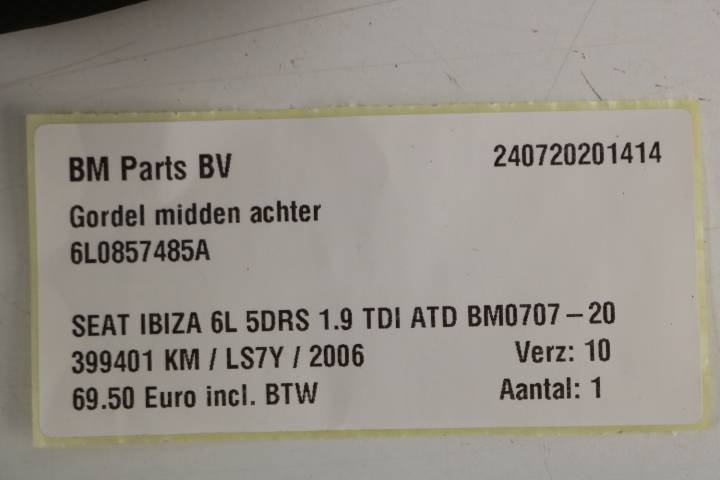 BM Parts BV 240720201414
Gordel midden achter
6L0857485A
SEAT IBIZA 6L 5DRS 1.9 TDI ATD BM0707-20
399401 KM / LS7Y / 2006 Verz: 10
69.50 Euro incl. BTW Aantal: 1